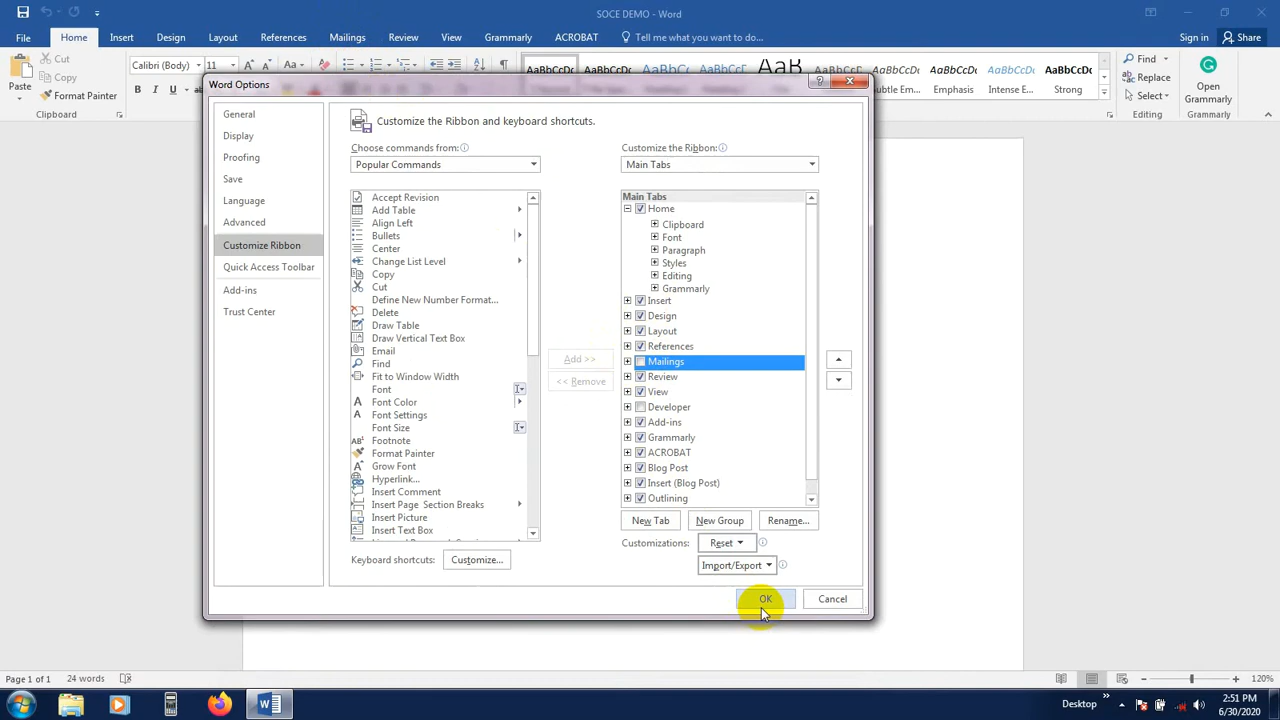 SOCE DEMO - Word
File Home Insert Design Layout References Mailings Review View Grammarly ACROBAT Tell me what you want to do... Sign in Share
Paste
Cut
Copy
Format Painter
Clipboard
Calibri (Body) 11
Aa
B I U
AaBbCcDc AaBbCcDc AaB AaBbCcDc AaBbCcDc AaBbCcDc
Subtle Em... Emphasis Intense E... Strong
Find
Replace
Select
Editing
Open
Grammarly
Grammarly
Word Options
General
Display
Proofing
Save
Language
Advanced
Customize Ribbon
Quick Access Toolbar
Add-ins
Trust Center
Customize the Ribbon and keyboard shortcuts.
Choose commands from:
Popular Commands
Accept Revision
Add Table
Align Left
Bullets
Center
Change List Level
Copy
Cut
Define New Number Format...
Delete
Draw Table
Draw Vertical Text Box
Email
Find
Fit to Window Width
Font
Font Color
Font Settings
Font Size
Footnote
Format Painter
Grow Font
Hyperlink...
Insert Comment
Insert Page Section Breaks
Insert Picture
Insert Text Box
Add >>
<< Remove
Customize the Ribbon:
Main Tabs
Main Tabs
Home
Clipboard
Font
Paragraph
Styles
Editing
Grammarly
Insert
Design
Layout
References
Mailings
Review
View
Developer
Add-ins
Grammarly
ACROBAT
Blog Post
Insert (Blog Post)
Outlining
New Tab New Group Rename...
Customizations: Reset
Import/Export
Keyboard shortcuts: Customize...
OK Cancel
Page 1 of 1 24 words 120%
Desktop 2:51 PM
6/30/2020